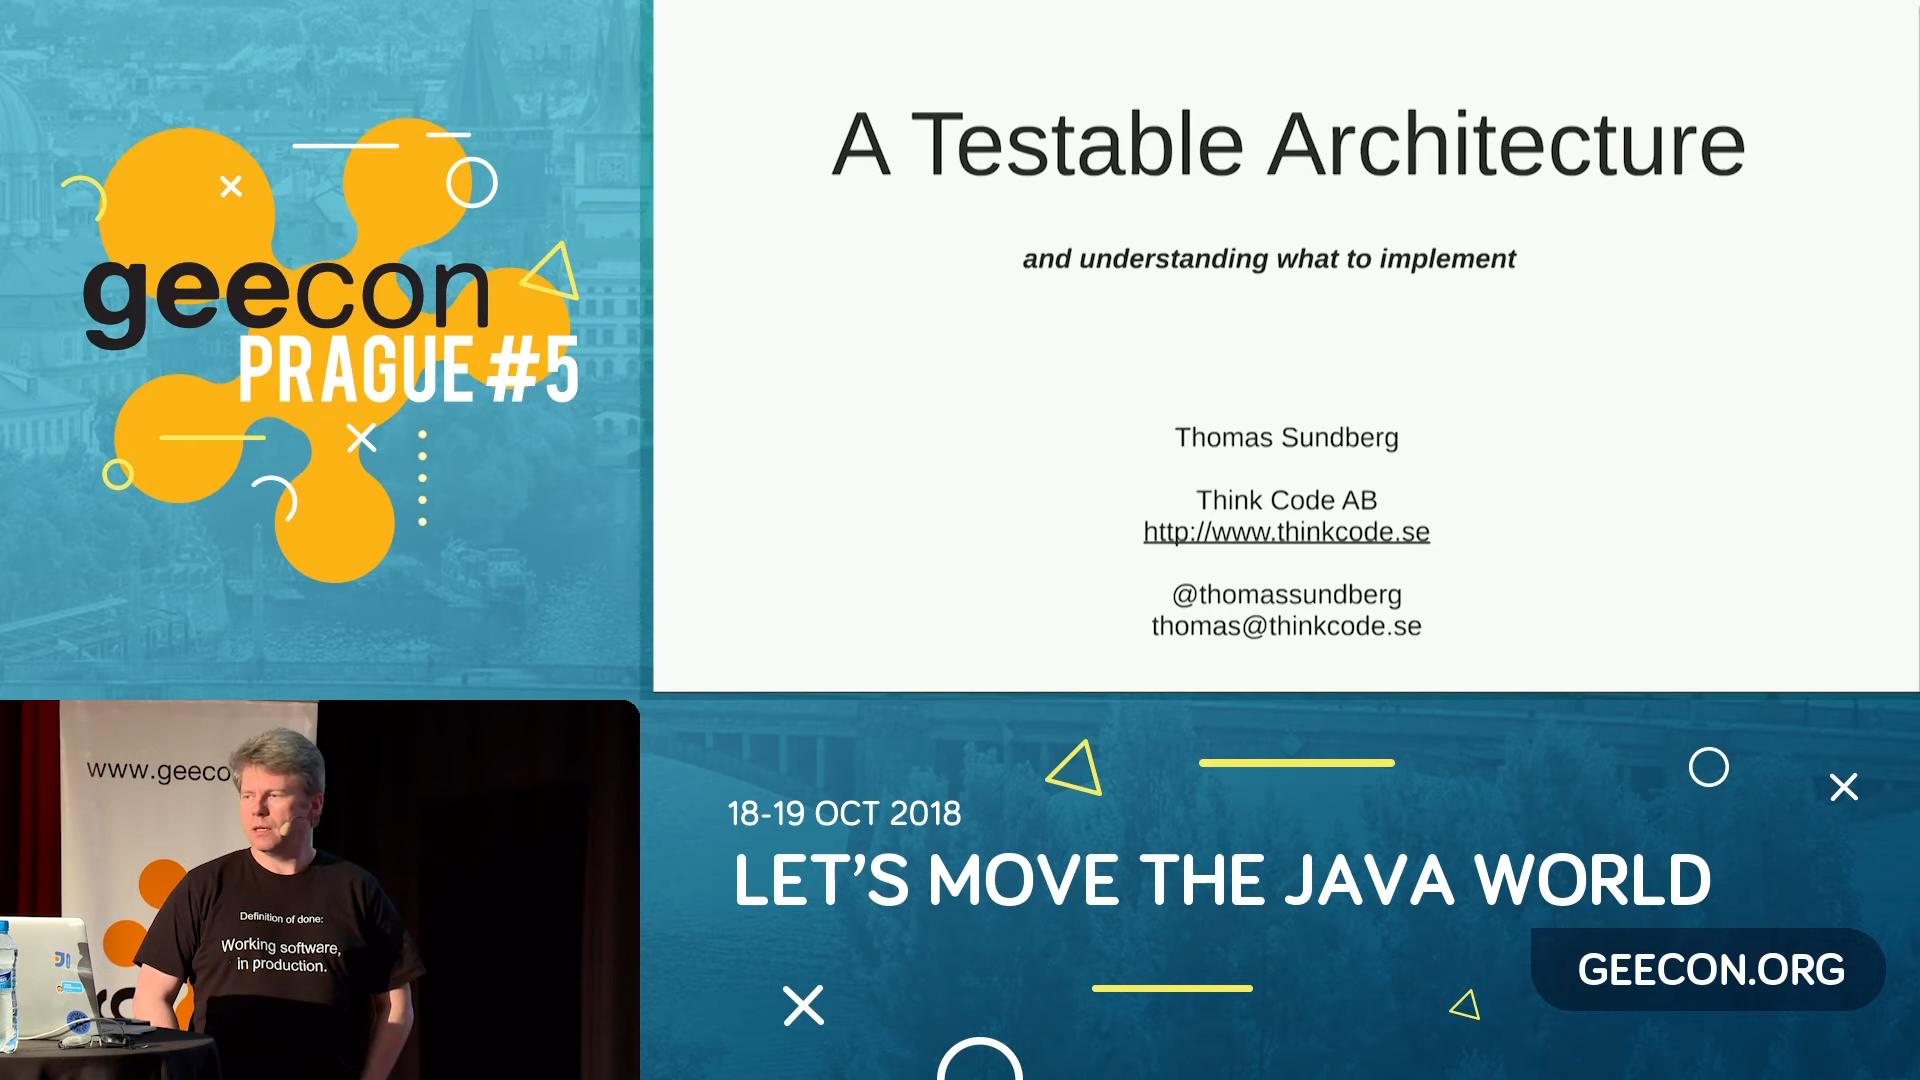 geecon
PRAGUE #5
A Testable Architecture
and understanding what to implement
Thomas Sundberg
Think Code AB
http://www.thinkcode.se
@thomassundberg
thomas@thinkcode.se
www.geeco
Definition of done:
Working software,
in production.
18-19 OCT 2018
LET'S MOVE THE JAVA WORLD
GEECON.ORG